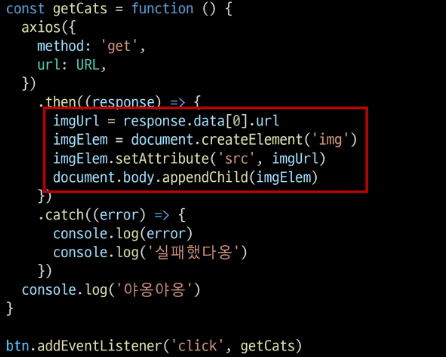 const getCats = function () {
  axios({
    method: 'get',
    url: URL,
  })
    .then((response) => {
      imgUrl = response.data[0].url
      imgElem = document.createElement('img')
      imgElem.setAttribute('src', imgUrl)
      document.body.appendChild(imgElem)
    })
    .catch((error) => {
      console.log(error)
      console.log('실패했다옹')
    })
  console.log('야옹야옹')
}

btn.addEventListener('click', getCats)